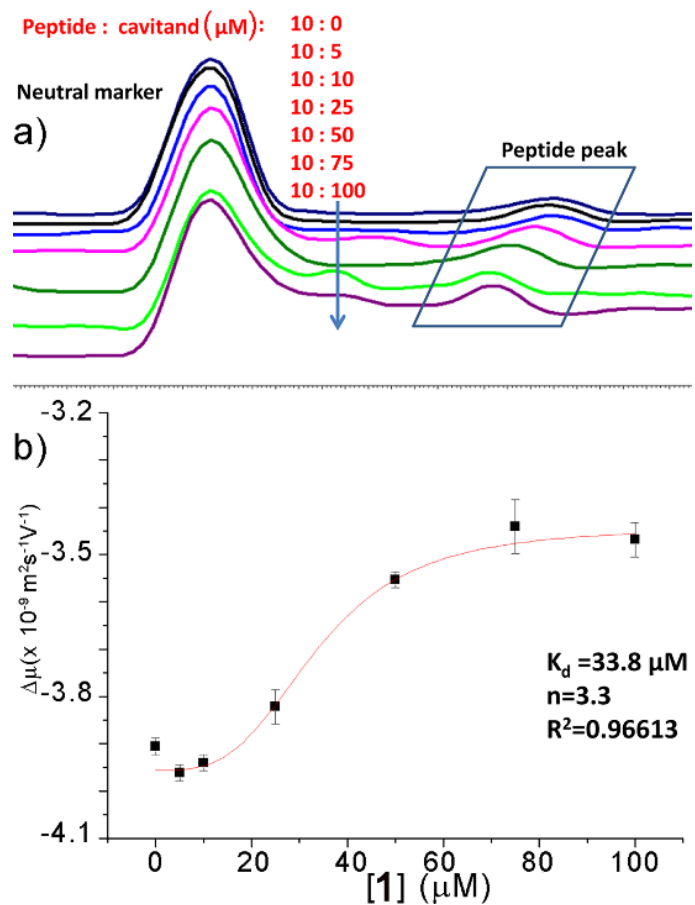 Peptide : cavitand (μM): 10 : 0
10 : 5
10 : 10
10 : 25
10 : 50
10 : 75
10 : 100
Neutral marker
a)
Peptide peak
b)
-3.2
-3.5
-3.8
-4.1
Δμ(x 10⁻⁹ m²s⁻¹V⁻¹)
K_d =33.8 μM
n=3.3
R²=0.96613
0 20 40 60 80 100
[1] (μM)